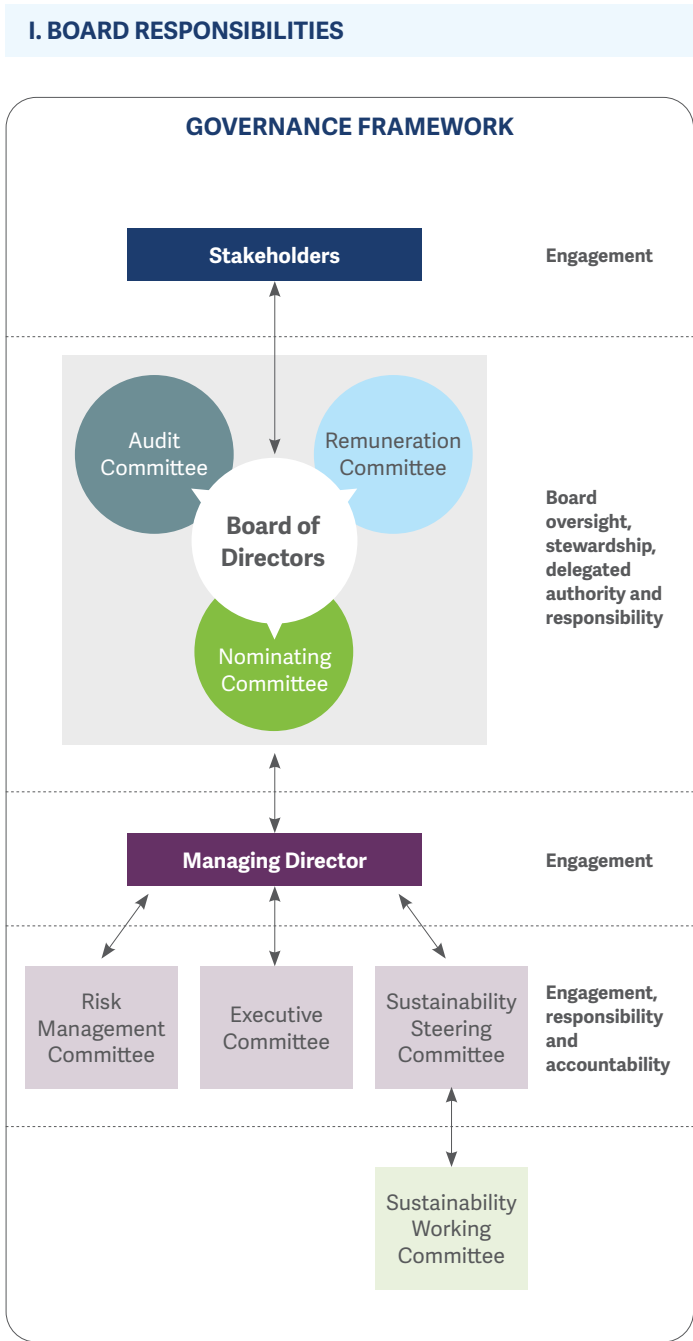 I. BOARD RESPONSIBILITIES
GOVERNANCE FRAMEWORK
Stakeholders
Engagement
Audit
Committee
Remuneration
Committee
Board of
Directors
Nominating
Committee
Board
oversight,
stewardship,
delegated
authority and
responsibility
Managing Director
Engagement
Risk
Management
Committee
Executive
Committee
Sustainability
Steering
Committee
Engagement,
responsibility
and
accountability
Sustainability
Working
Committee